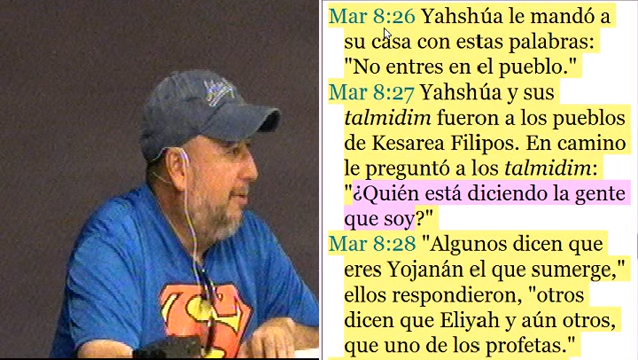 Mar 8:26 Yahshúa le mandó a
su casa con estas palabras:
"No entres en el pueblo."
Mar 8:27 Yahshúa y sus
talmidim fueron a los pueblos
de Kesarea Filipos. En camino
le preguntó a los talmidim:
"¿Quién está diciendo la gente
que soy?"
Mar 8:28 "Algunos dicen que
eres Yojanán el que sumerge,"
ellos respondieron, "otros
dicen que Eliyah y aún otros,
que uno de los profetas."